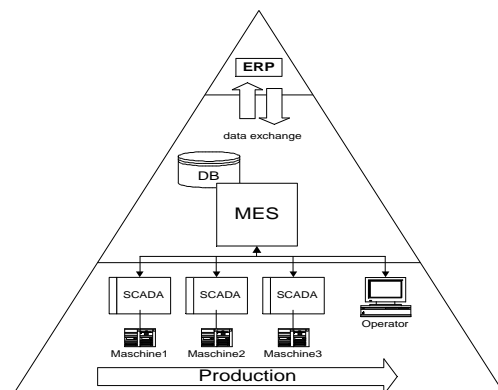 ERP
data exchange
DB
MES
SCADA
SCADA
SCADA
Operator
Maschine1
Maschine2
Maschine3
Production